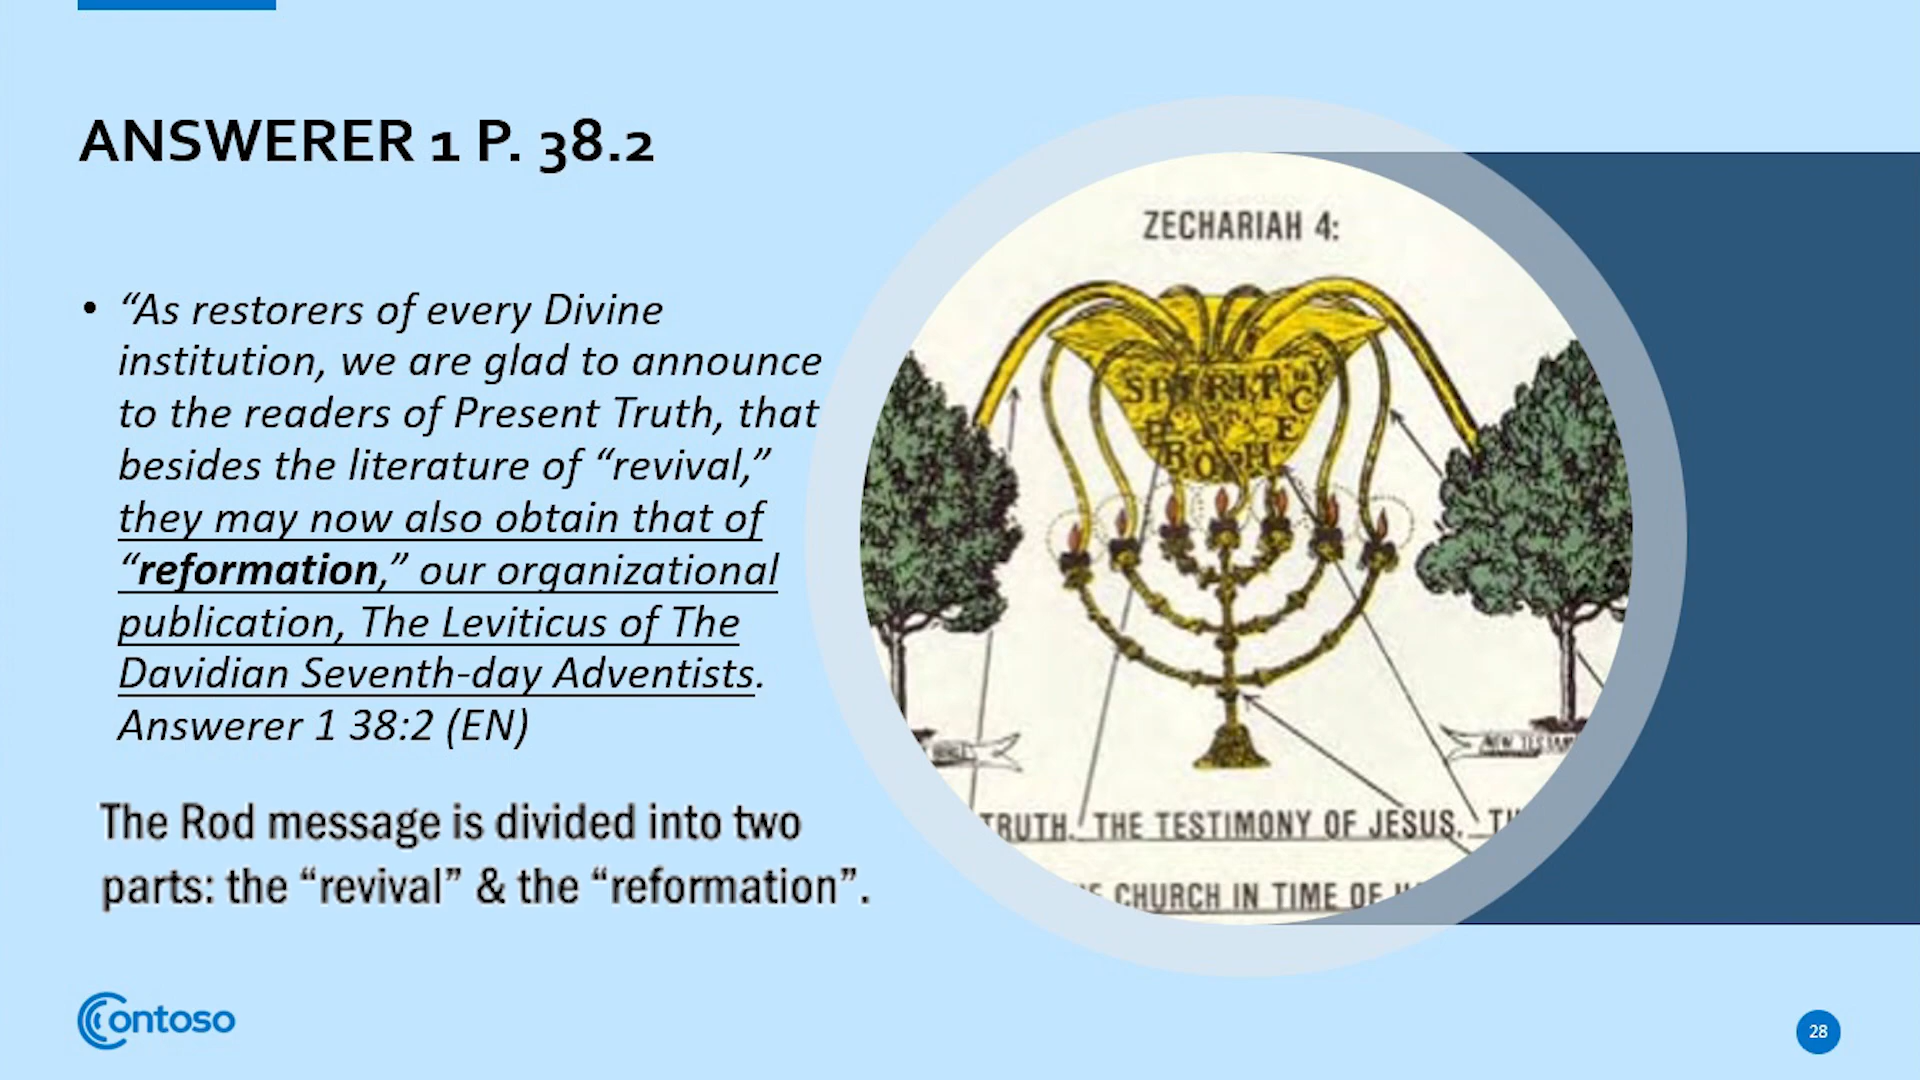 ANSWERER 1 P. 38.2
• “As restorers of every Divine
institution, we are glad to announce
to the readers of Present Truth, that
besides the literature of “revival,”
they may now also obtain that of
“reformation,” our organizational
publication, The Leviticus of The
Davidian Seventh-day Adventists.
Answerer 1 38:2 (EN)
The Rod message is divided into two
parts: the “revival” & the “reformation”.
ZECHARIAH 4:
SPIRIT
TRUTH. THE TESTIMONY OF JESUS.
CHURCH IN TIME OF
Contoso
28